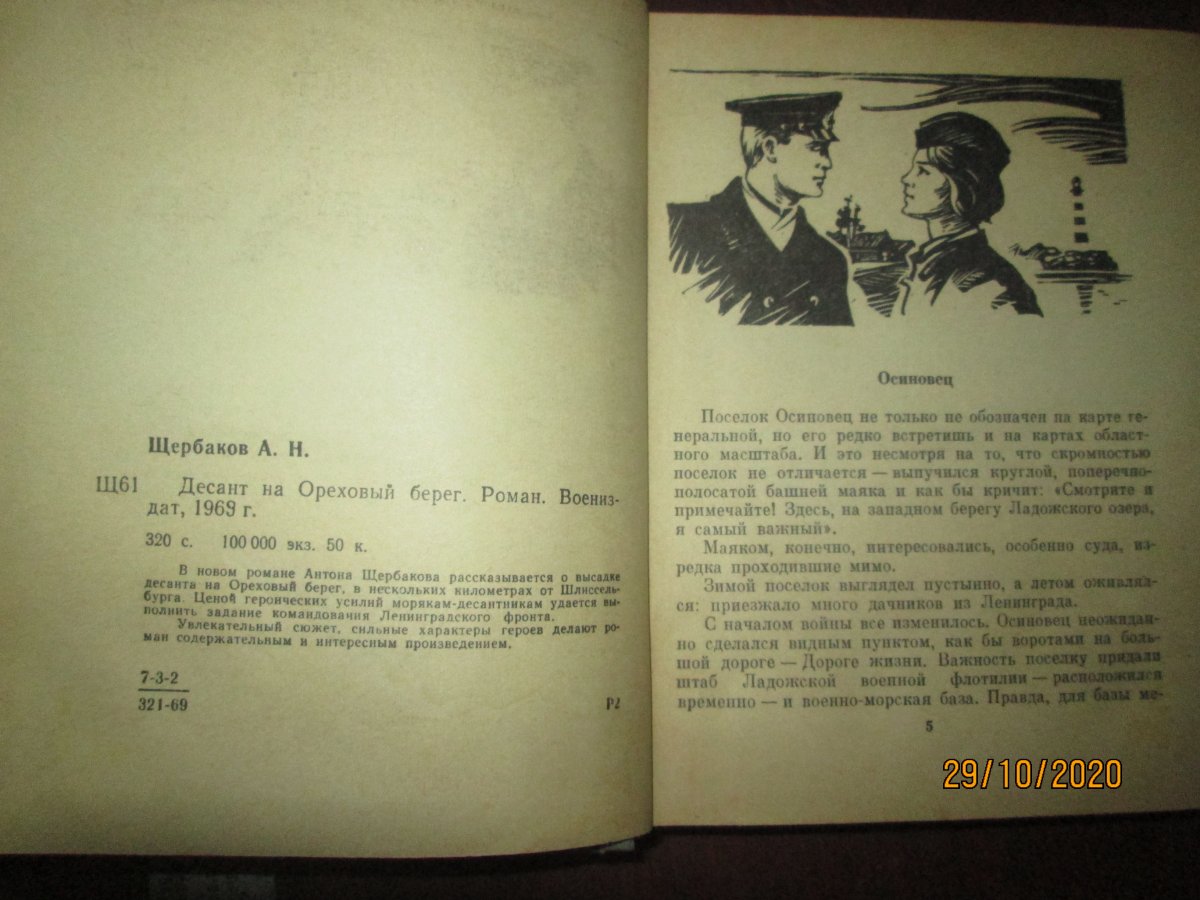 Щербаков А. Н.
Щ61 Десант на Ореховый берег. Роман. Воениз-
дат, 1969 г.
320 с. 100 000 экз. 50 к.
В новом романе Антона Щербакова рассказывается о высадке
десанта на Ореховый берег, в нескольких километрах от Шлиссель-
бурга. Ценой героических усилий морякам-десантникам удается вы-
полнить задание командования Ленинградского фронта.
Увлекательный сюжет, сильные характеры героев делают ро-
ман содержательным и интересным произведением.
7-3-2
321-69
Р2
Осиновец
Поселок Осиновец не только не обозначен на карте ге-
неральной, но его редко встретишь и на картах област-
ного масштаба. И это несмотря на то, что скромностью
поселок не отличается — выпучился круглой, поперечно-
полосатой башней маяка и как бы кричит: «Смотрите и
примечайте! Здесь, на западном берегу Ладожского озера,
я самый важный».
Маяком, конечно, интересовались, особенно суда, из-
редка проходившие мимо.
Зимой поселок выглядел пустынно, а летом оживлял-
ся: приезжало много дачников из Ленинграда.
С началом войны все изменилось. Осиновец неожидан-
но сделался видным пунктом, как бы воротами на боль-
шой дороге — Дороге жизни. Важность поселку придали
штаб Ладожской военной флотилии — расположился
временно — и военно-морская база. Правда, для базы ме-
5
29/10/2020